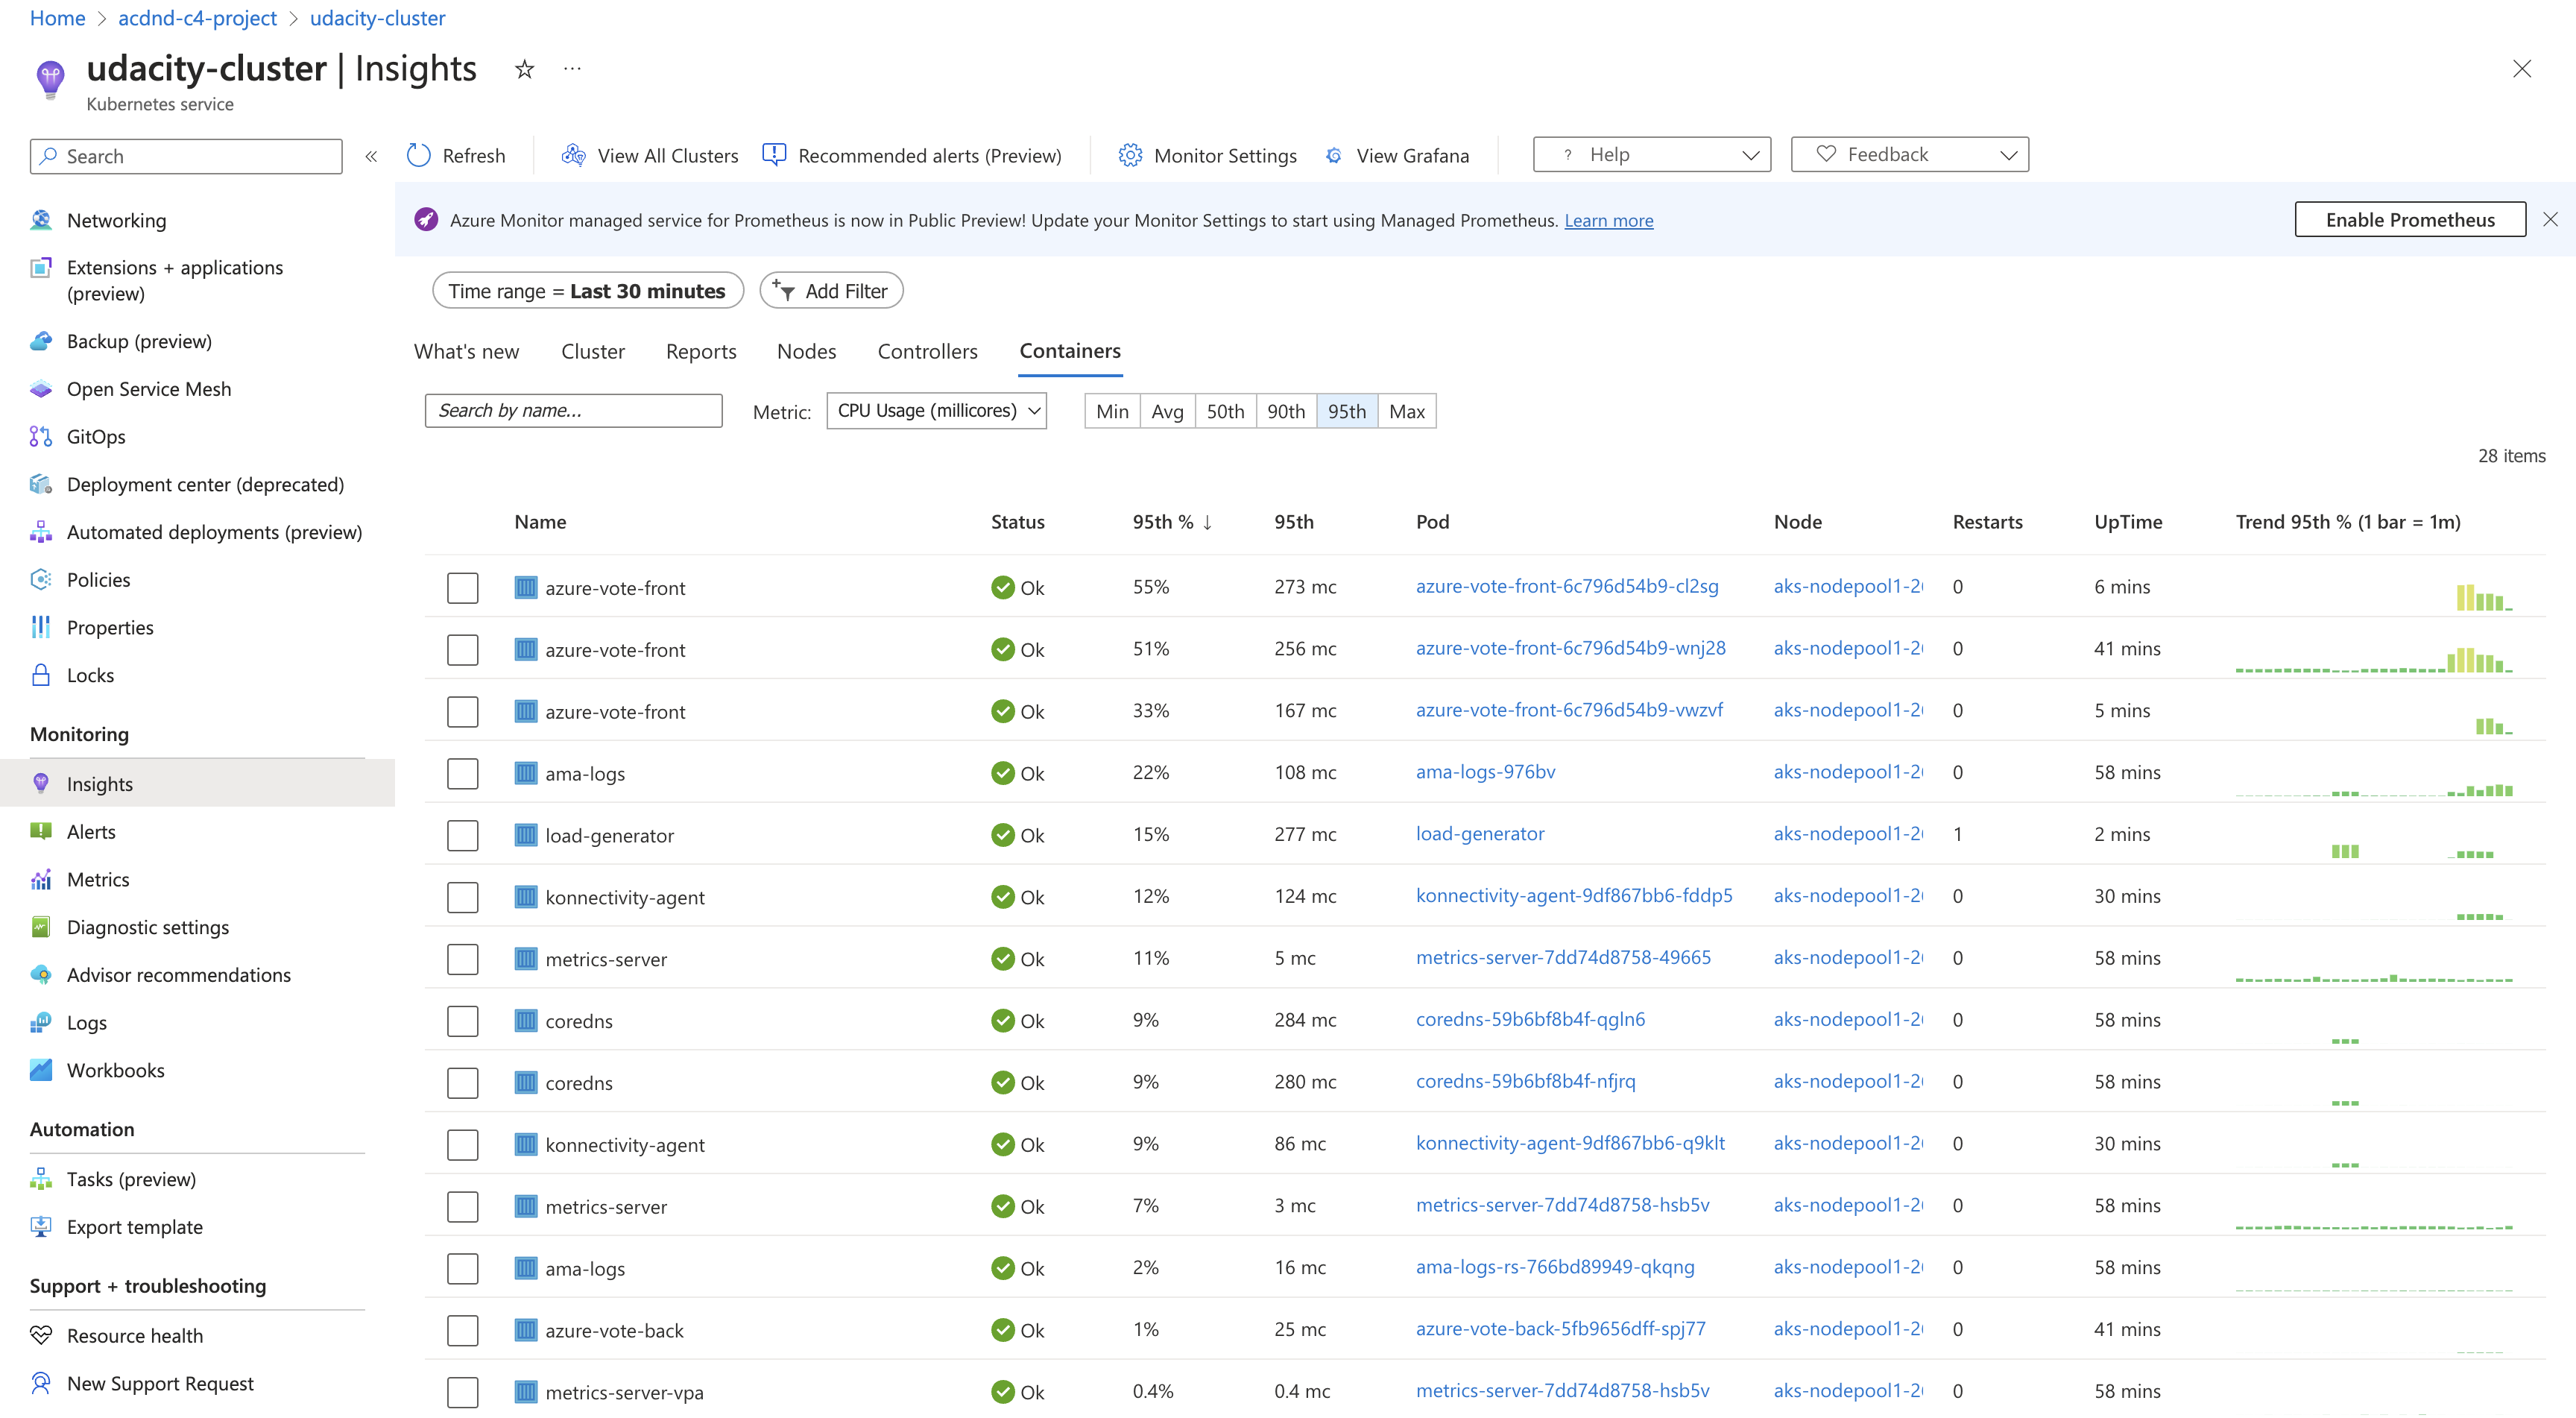 Home > acdnd-c4-project > udacity-cluster
udacity-cluster | Insights
Kubernetes service
Search
Refresh View All Clusters Recommended alerts (Preview) Monitor Settings View Grafana ? Help Feedback
Azure Monitor managed service for Prometheus is now in Public Preview! Update your Monitor Settings to start using Managed Prometheus. Learn more Enable Prometheus
Networking
Extensions + applications
(preview)
Backup (preview)
Open Service Mesh
GitOps
Deployment center (deprecated)
Automated deployments (preview)
Policies
Properties
Locks
Monitoring
Insights
Alerts
Metrics
Diagnostic settings
Advisor recommendations
Logs
Workbooks
Automation
Tasks (preview)
Export template
Support + troubleshooting
Resource health
New Support Request
Time range = Last 30 minutes Add Filter
What's new Cluster Reports Nodes Controllers Containers
Search by name... Metric: CPU Usage (millicores) Min Avg 50th 90th 95th Max
28 items
Name Status 95th % ↓ 95th Pod Node Restarts UpTime Trend 95th % (1 bar = 1m)
azure-vote-front Ok 55% 273 mc azure-vote-front-6c796d54b9-cl2sg aks-nodepool1-2 0 6 mins
azure-vote-front Ok 51% 256 mc azure-vote-front-6c796d54b9-wnj28 aks-nodepool1-2 0 41 mins
azure-vote-front Ok 33% 167 mc azure-vote-front-6c796d54b9-vwzvf aks-nodepool1-2 0 5 mins
ama-logs Ok 22% 108 mc ama-logs-976bv aks-nodepool1-2 0 58 mins
load-generator Ok 15% 277 mc load-generator aks-nodepool1-2 1 2 mins
konnectivity-agent Ok 12% 124 mc konnectivity-agent-9df867bb6-fddp5 aks-nodepool1-2 0 30 mins
metrics-server Ok 11% 5 mc metrics-server-7dd74d8758-49665 aks-nodepool1-2 0 58 mins
coredns Ok 9% 284 mc coredns-59b6bf8b4f-qgln6 aks-nodepool1-2 0 58 mins
coredns Ok 9% 280 mc coredns-59b6bf8b4f-nfjrq aks-nodepool1-2 0 58 mins
konnectivity-agent Ok 9% 86 mc konnectivity-agent-9df867bb6-q9klt aks-nodepool1-2 0 30 mins
metrics-server Ok 7% 3 mc metrics-server-7dd74d8758-hsb5v aks-nodepool1-2 0 58 mins
ama-logs Ok 2% 16 mc ama-logs-rs-766bd89949-qkqng aks-nodepool1-2 0 58 mins
azure-vote-back Ok 1% 25 mc azure-vote-back-5fb9656dff-spj77 aks-nodepool1-2 0 41 mins
metrics-server-vpa Ok 0.4% 0.4 mc metrics-server-7dd74d8758-hsb5v aks-nodepool1-2 0 58 mins